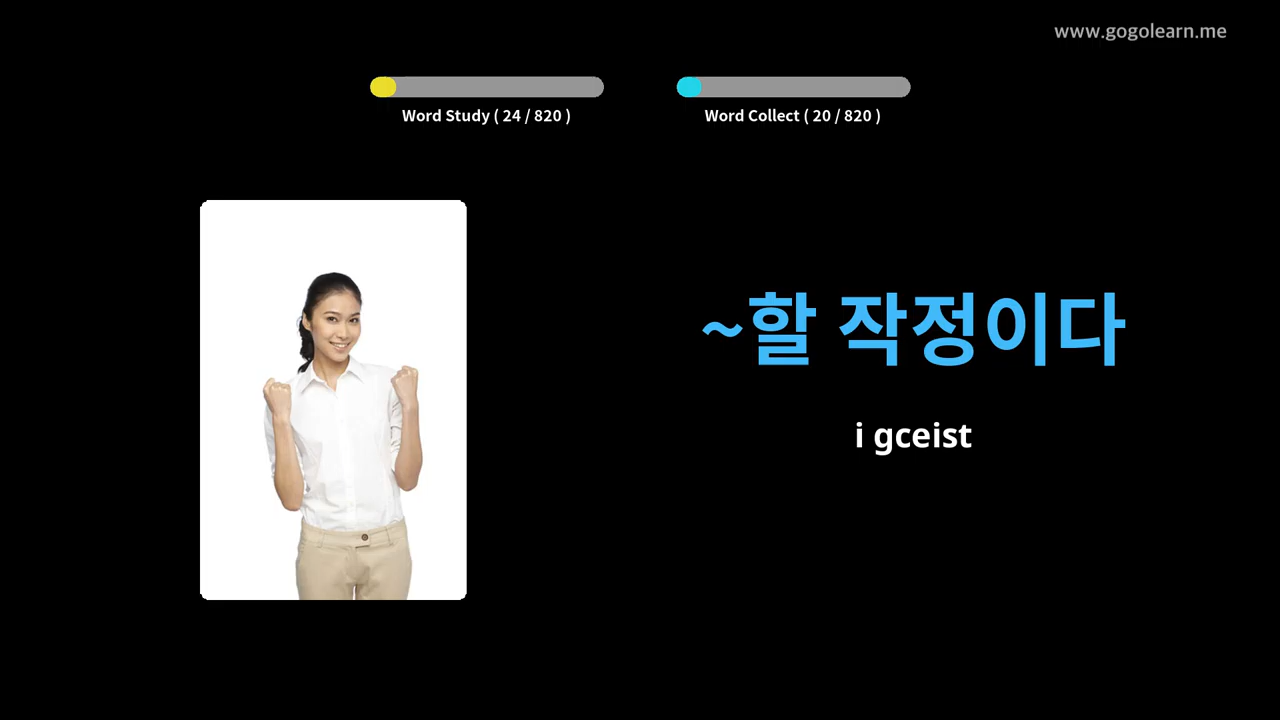 www.gogolearn.me
Word Study ( 24 / 820 )
Word Collect ( 20 / 820 )
~할 작정이다
i gceist